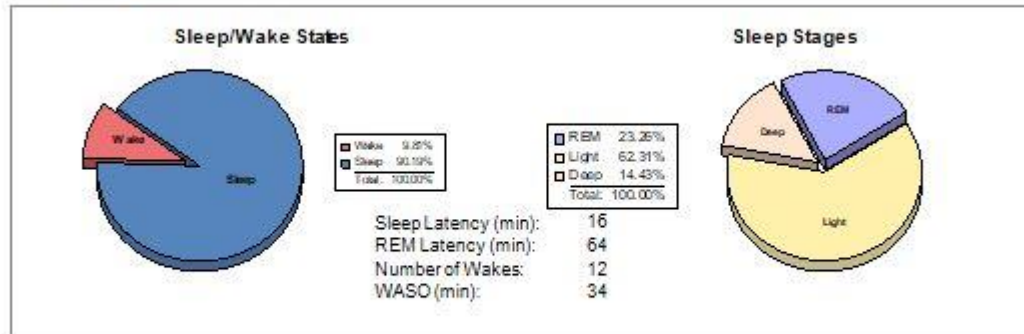 Sleep/Wake States
Sleep Stages
Wake
Sleep
Wake 9.81%
Sleep 90.19%
Total: 100.00%
REM 23.26%
Light 62.31%
Deep 14.43%
Total: 100.00%
REM
Deep
Light
Sleep Latency (min): 16
REM Latency (min): 64
Number of Wakes: 12
WASO (min): 34